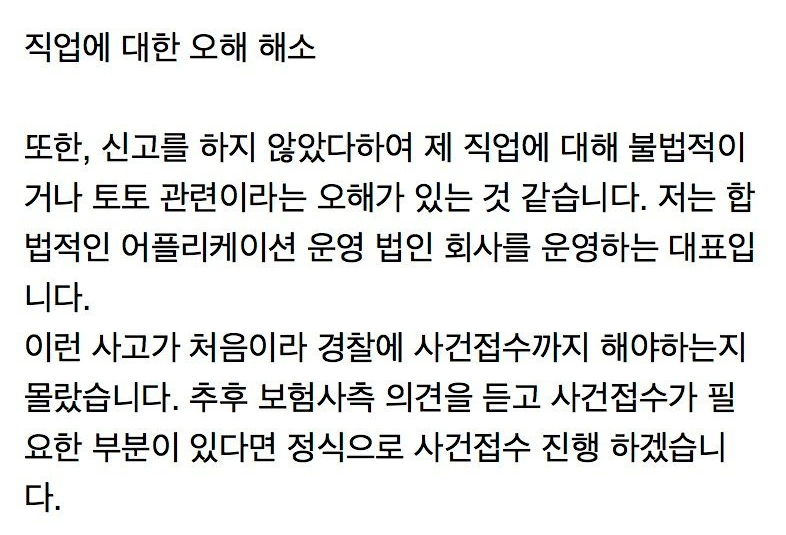 직업에 대한 오해 해소
또한, 신고를 하지 않았다하여 제 직업에 대해 불법적이
거나 토토 관련이라는 오해가 있는 것 같습니다. 저는 합
법적인 어플리케이션 운영 법인 회사를 운영하는 대표입
니다.
이런 사고가 처음이라 경찰에 사건접수까지 해야하는지
몰랐습니다. 추후 보험사측 의견을 듣고 사건접수가 필
요한 부분이 있다면 정식으로 사건접수 진행 하겠습니
다.